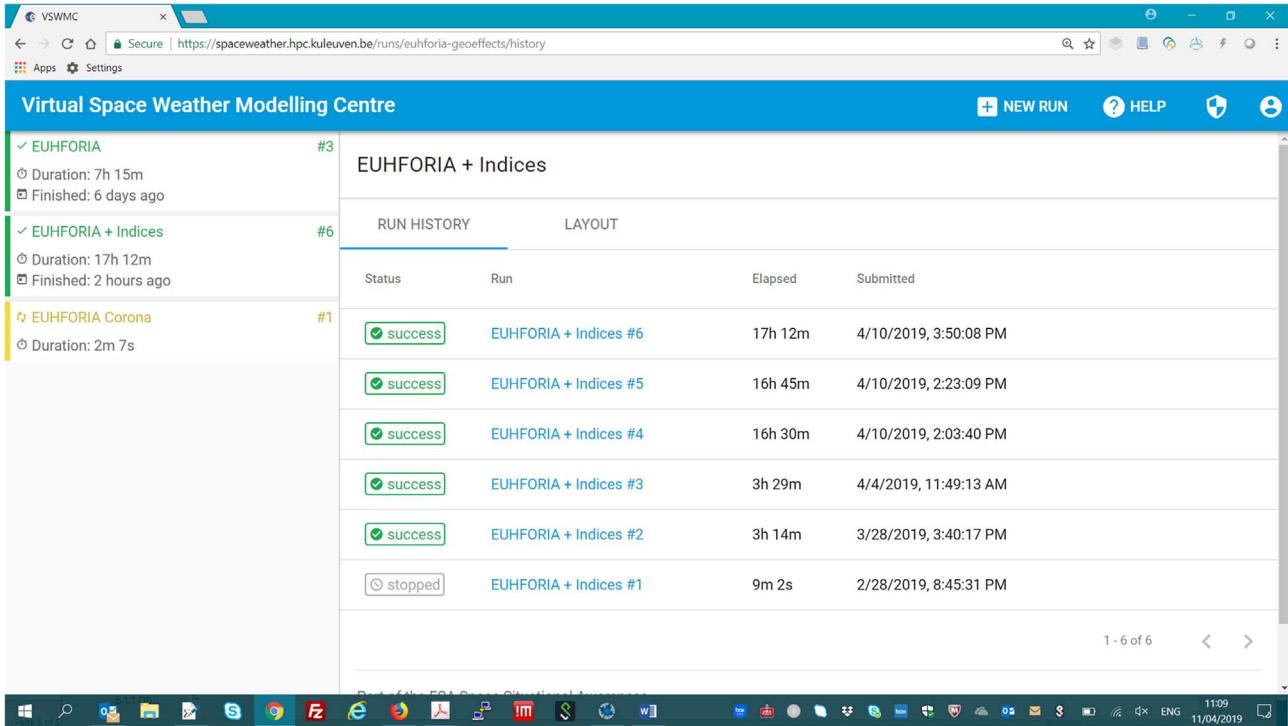 VSWMC
Secure | https://spaceweather.hpc.kuleuven.be/runs/euhforia-geoeffects/history
Apps Settings
Virtual Space Weather Modelling Centre
NEW RUN HELP
EUHFORIA #3
Duration: 7h 15m
Finished: 6 days ago
EUHFORIA + Indices #6
Duration: 17h 12m
Finished: 2 hours ago
EUHFORIA Corona #1
Duration: 2m 7s
EUHFORIA + Indices
RUN HISTORY LAYOUT
Status Run Elapsed Submitted
success EUHFORIA + Indices #6 17h 12m 4/10/2019, 3:50:08 PM
success EUHFORIA + Indices #5 16h 45m 4/10/2019, 2:23:09 PM
success EUHFORIA + Indices #4 16h 30m 4/10/2019, 2:03:40 PM
success EUHFORIA + Indices #3 3h 29m 4/4/2019, 11:49:13 AM
success EUHFORIA + Indices #2 3h 14m 3/28/2019, 3:40:17 PM
stopped EUHFORIA + Indices #1 9m 2s 2/28/2019, 8:45:31 PM
1 - 6 of 6
Part of the ESA Space Situational Awareness
ENG
11:09
11/04/2019